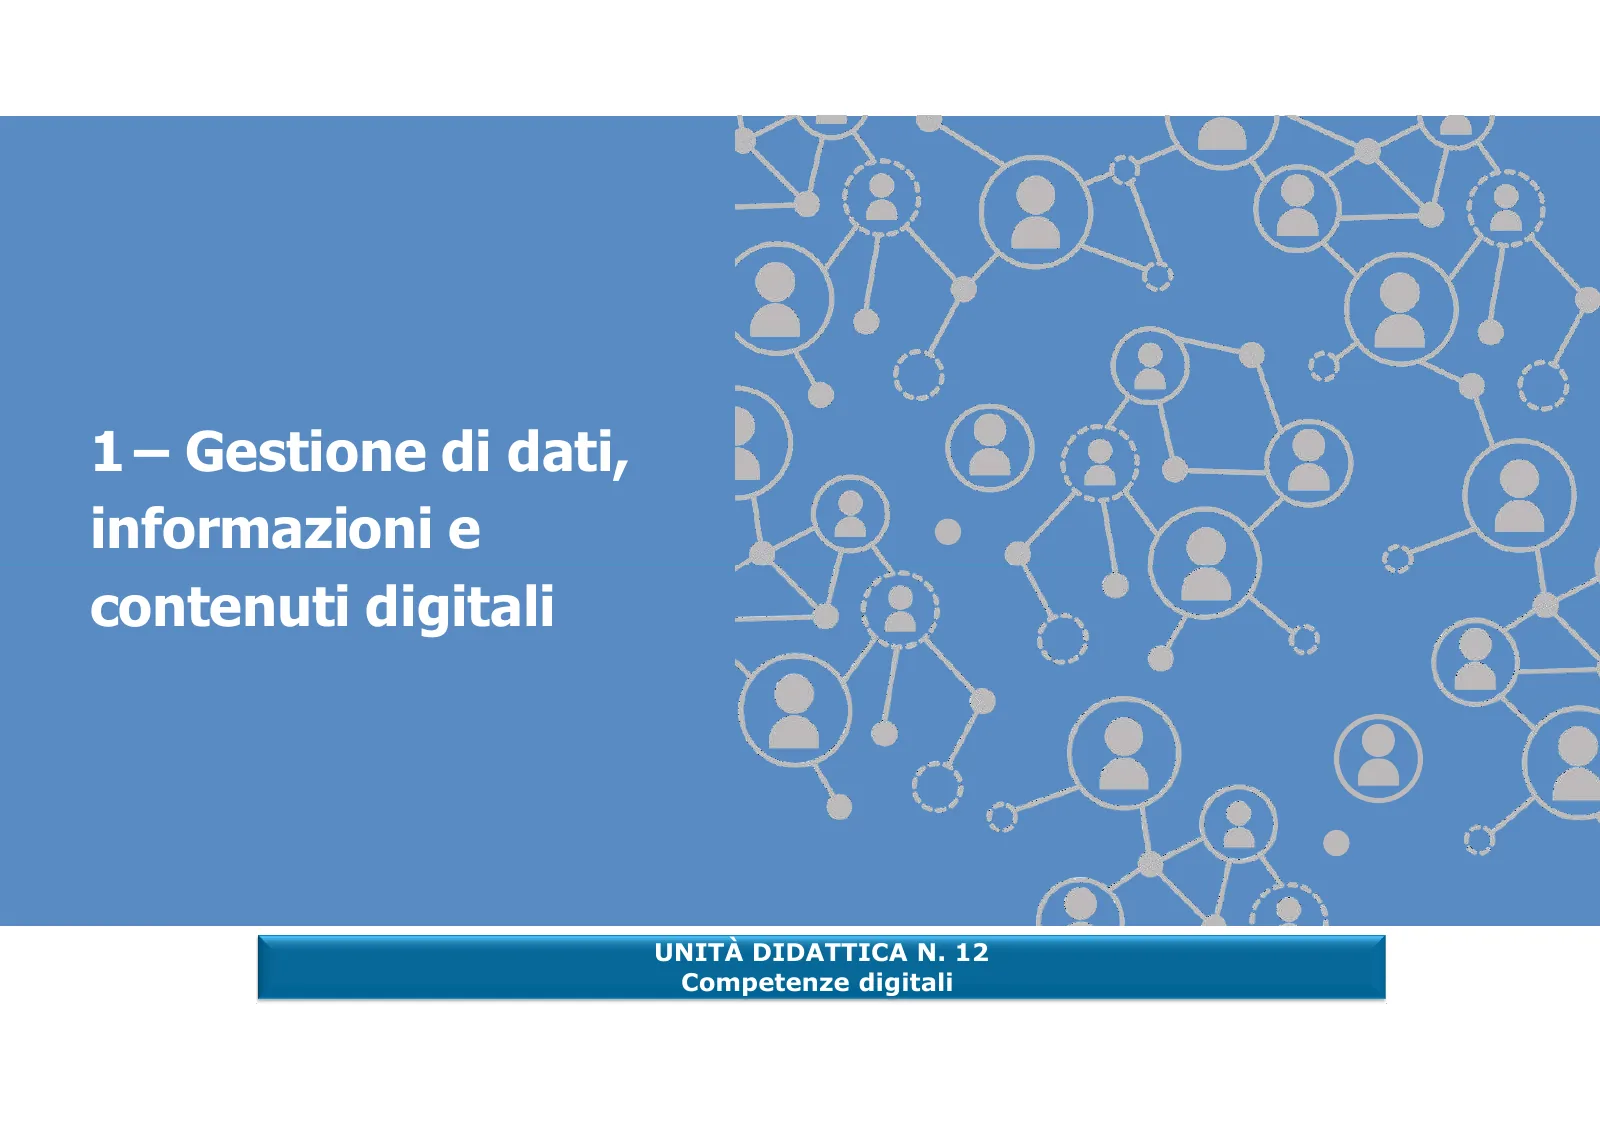 1 – Gestione di dati,
informazioni e
contenuti digitali
UNITÀ DIDATTICA N. 12
Competenze digitali